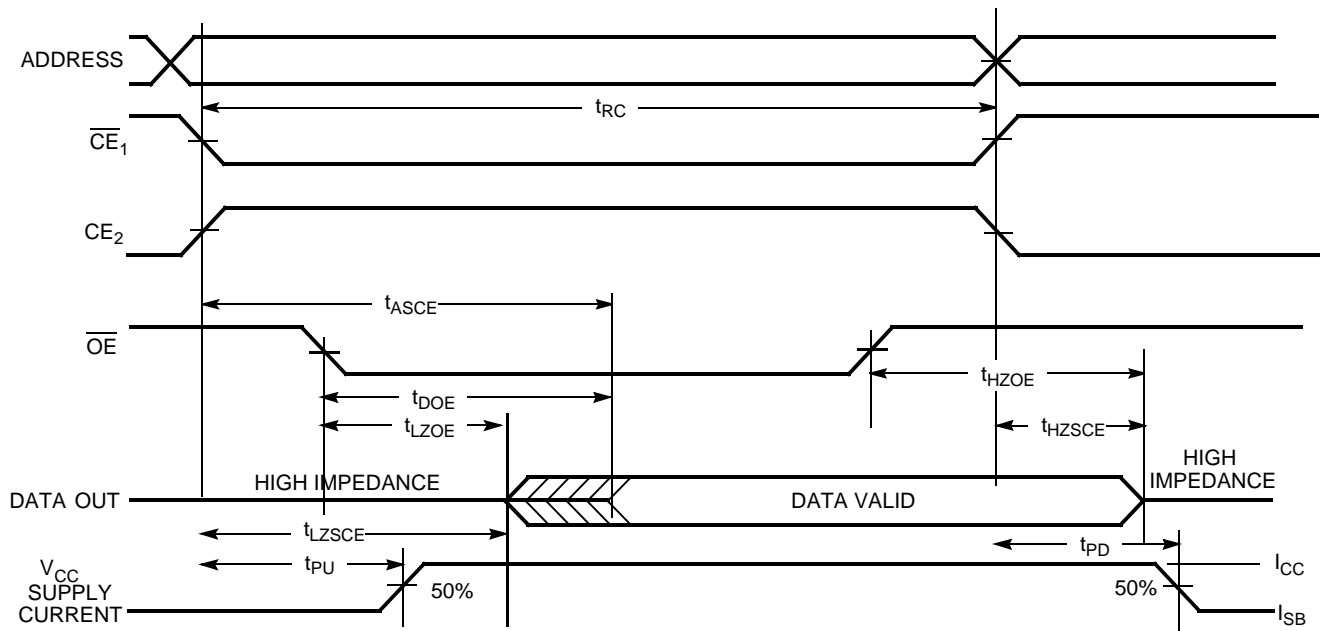 ADDRESS
tRC
CE1
CE2
tASCE
OE
tHZOE
tDOE
tLZOE
tHZSCE
HIGH IMPEDANCE
HIGH
IMPEDANCE
DATA OUT
DATA VALID
tLZSCE
tPD
VCC
SUPPLY
CURRENT
tPU
50%
50%
ICC
ISB